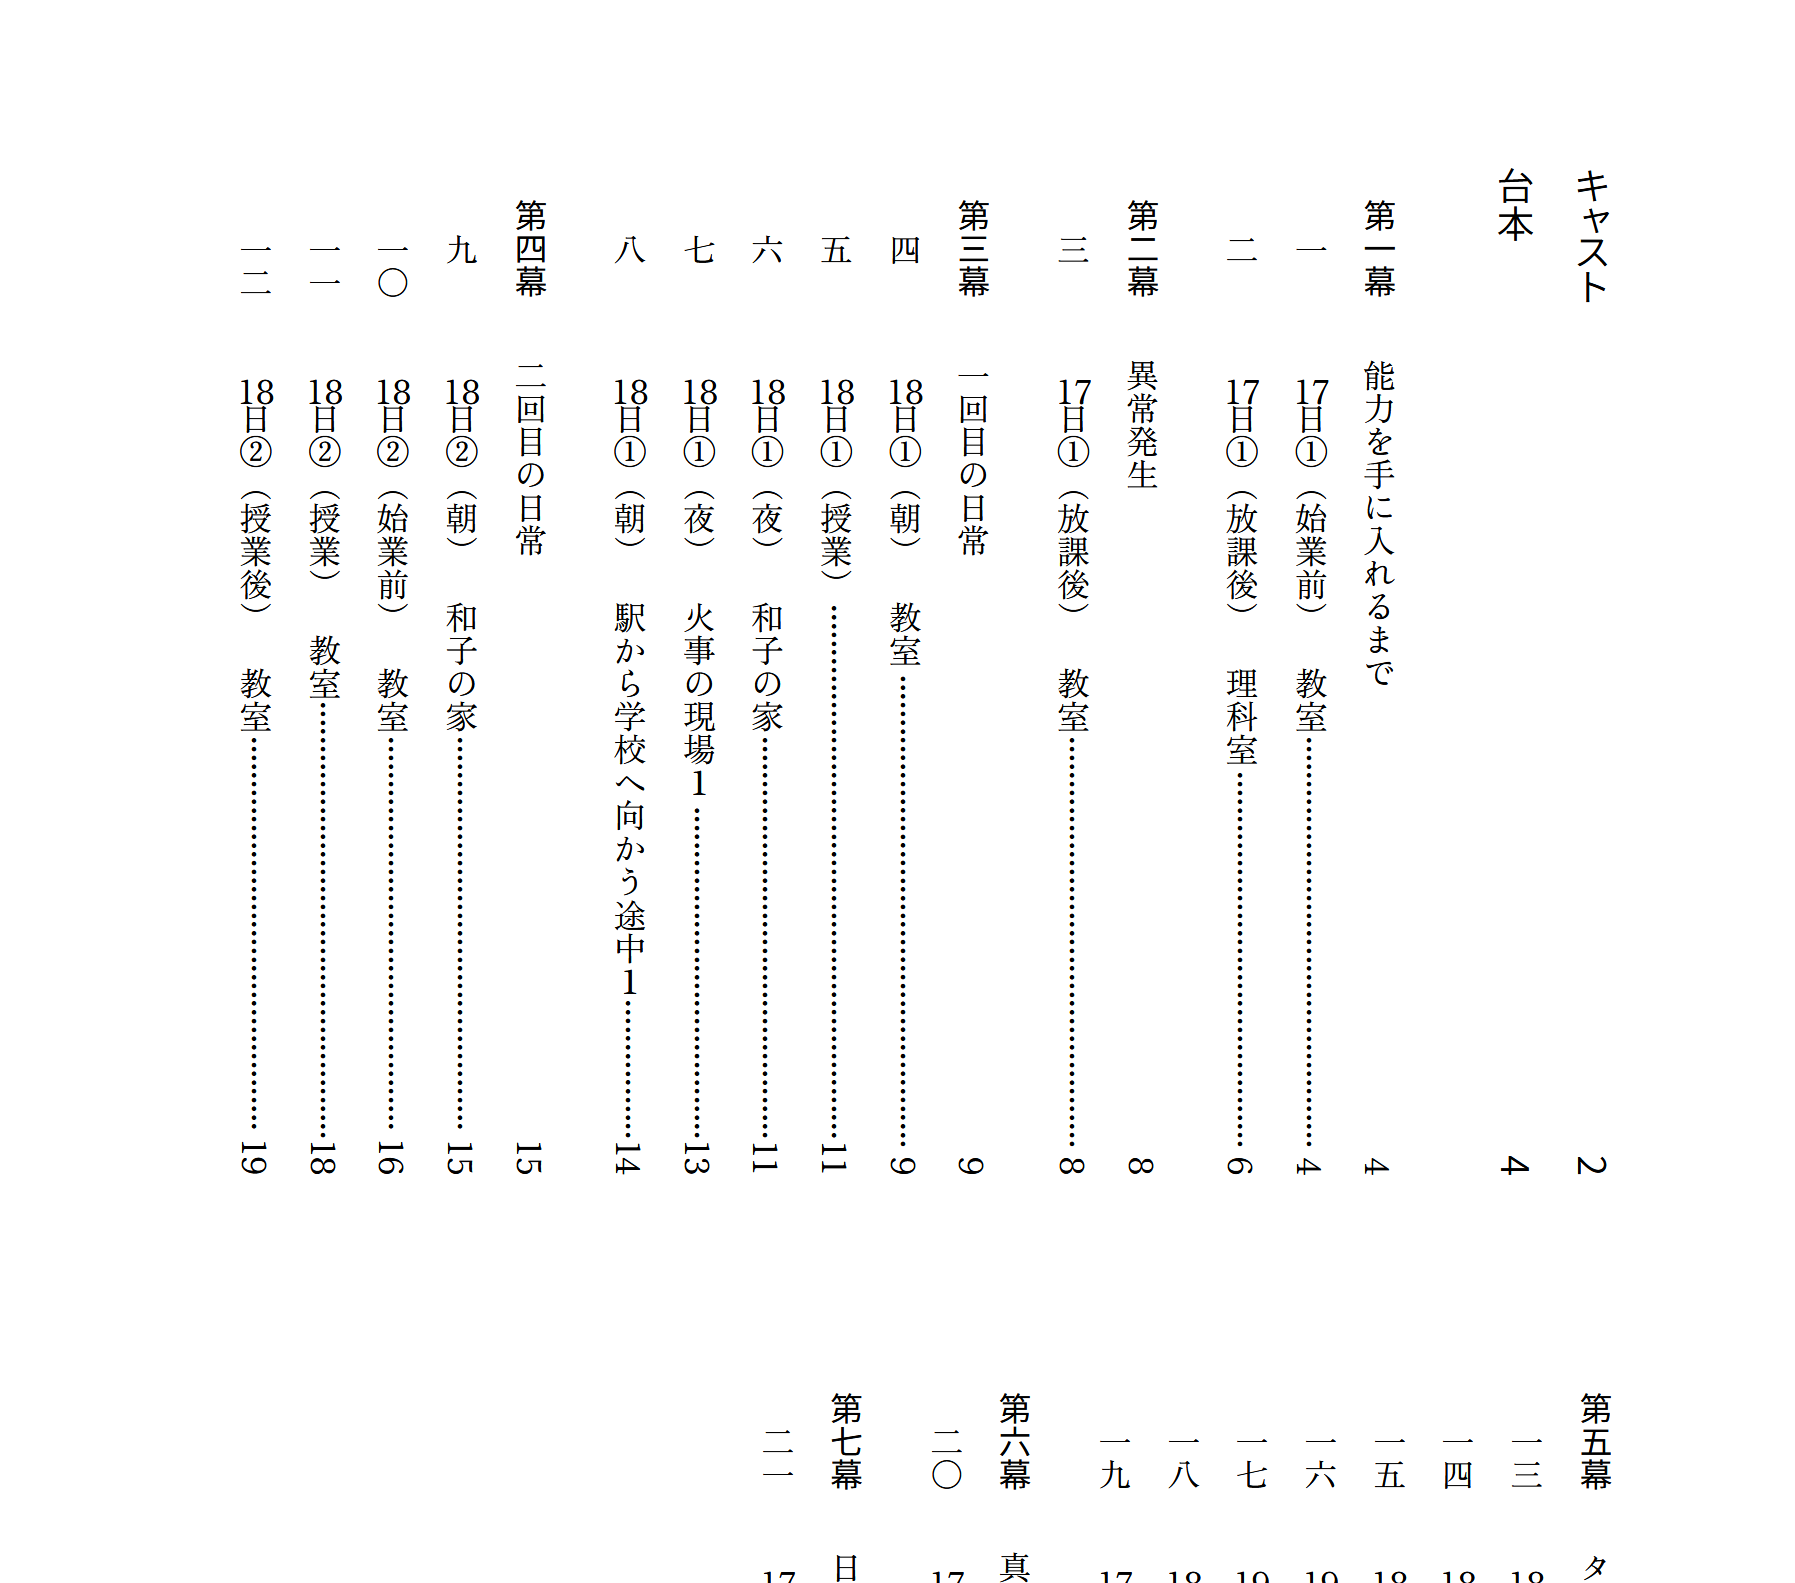 キャスト 2
台本 4
第一幕 能力を手に入れるまで 4
一 17日①（始業前） 教室 4
二 17日①（放課後） 理科室 6
第二幕 異常発生 8
三 17日①（放課後） 教室 8
第三幕 一回目の日常 9
四 18日①（朝） 教室 9
五 18日①（授業） 11
六 18日①（夜） 和子の家 11
七 18日①（夜） 火事の現場1 13
八 18日①（朝） 駅から学校へ向かう途中1 14
第四幕 二回目の日常 15
九 18日②（朝） 和子の家 15
一〇 18日②（始業前） 教室 16
一一 18日②（授業） 教室 18
一二 18日②（授業後） 教室 19
第五幕 タ
一三 18
一四 18
一五 18
一六 19
一七 19
一八 18
一九 17
第六幕 真
二〇 17
第七幕 日
二一 17